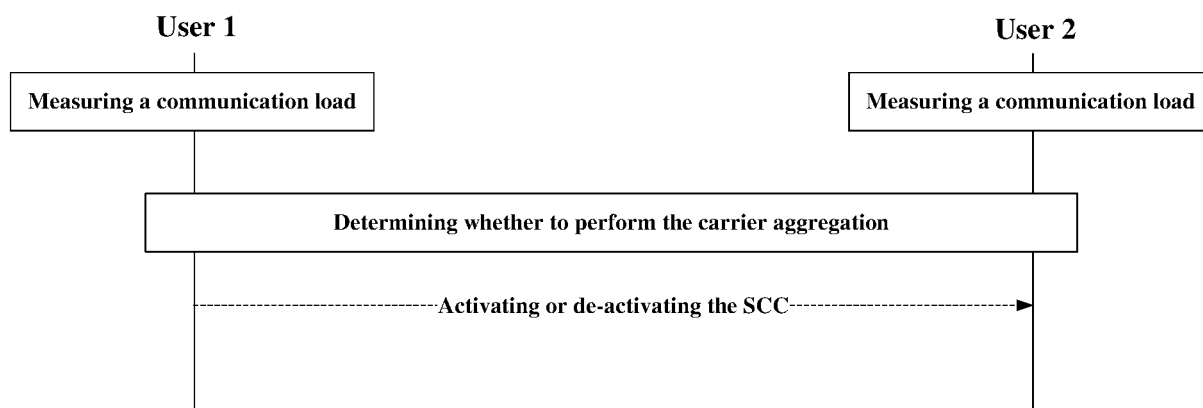 User 1
User 2
Measuring a communication load
Measuring a communication load
Determining whether to perform the carrier aggregation
Activating or de-activating the SCC